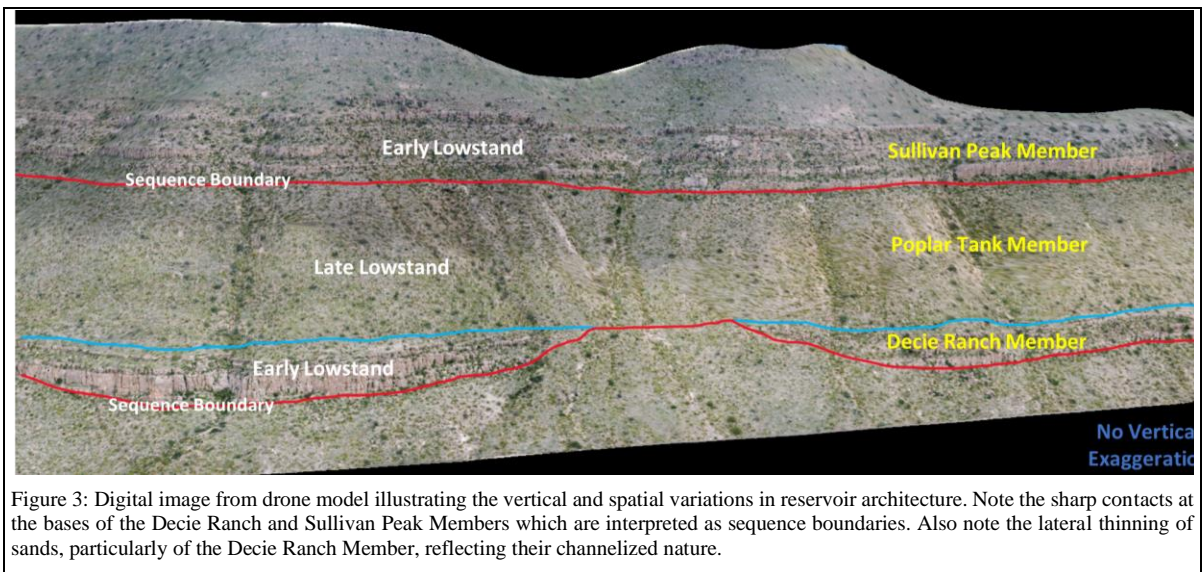 Early Lowstand
Sullivan Peak Member
Sequence Boundary
Poplar Tank Member
Late Lowstand
Decie Ranch Member
Early Lowstand
Sequence Boundary
No Vertica
Exaggeratic
Figure 3: Digital image from drone model illustrating the vertical and spatial variations in reservoir architecture. Note the sharp contacts at
the bases of the Decie Ranch and Sullivan Peak Members which are interpreted as sequence boundaries. Also note the lateral thinning of
sands, particularly of the Decie Ranch Member, reflecting their channelized nature.